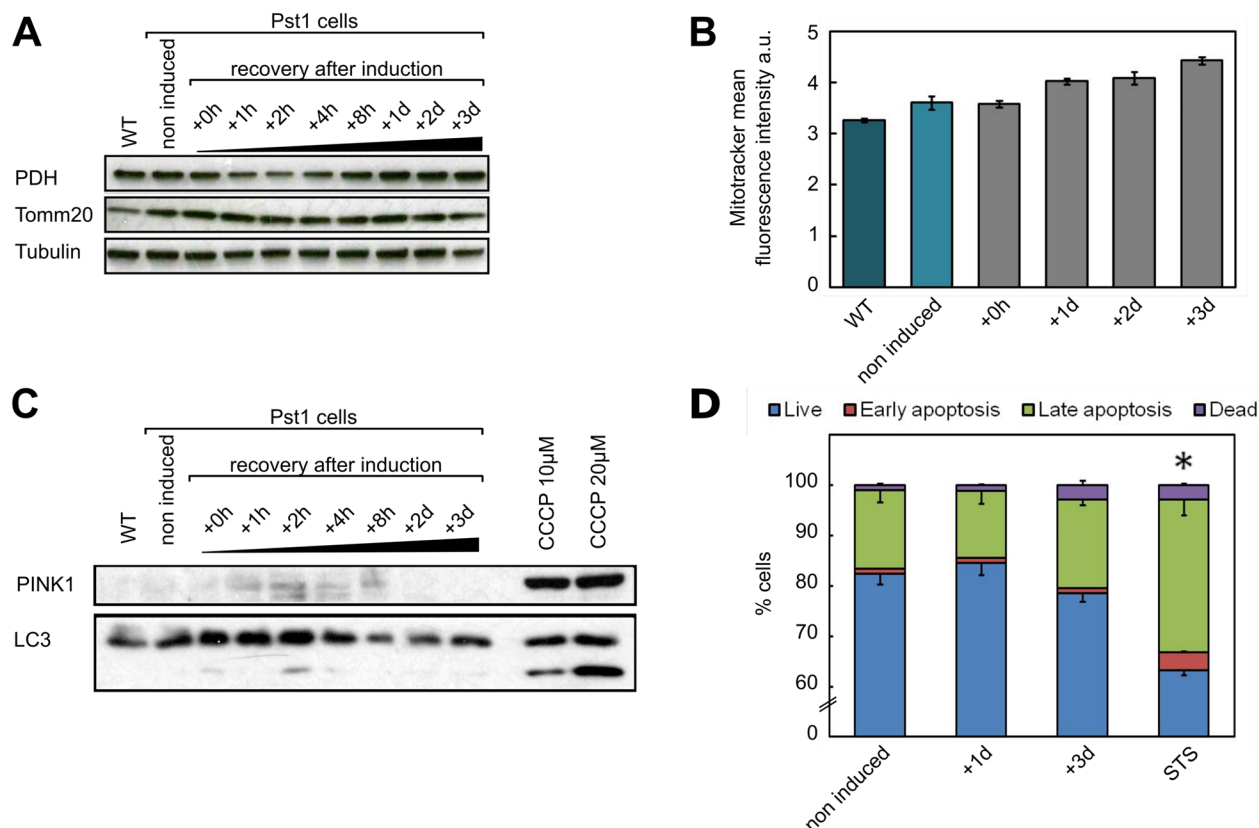 A
Pst1 cells
recovery after induction
WT
non induced
+0h
+1h
+2h
+4h
+8h
+1d
+2d
+3d
PDH
Tomm20
Tubulin
B
Mitotracker mean
fluorescence intensity a.u.
5
4
3
2
1
0
WT
non induced
+0h
+1d
+2d
+3d
C
Pst1 cells
recovery after induction
WT
non induced
+0h
+1h
+2h
+4h
+8h
+2d
+3d
CCCP 10µM
CCCP 20µM
PINK1
LC3
D
Live Early apoptosis Late apoptosis Dead
*
% cells
100
90
80
70
60
0
non induced
+1d
+3d
STS